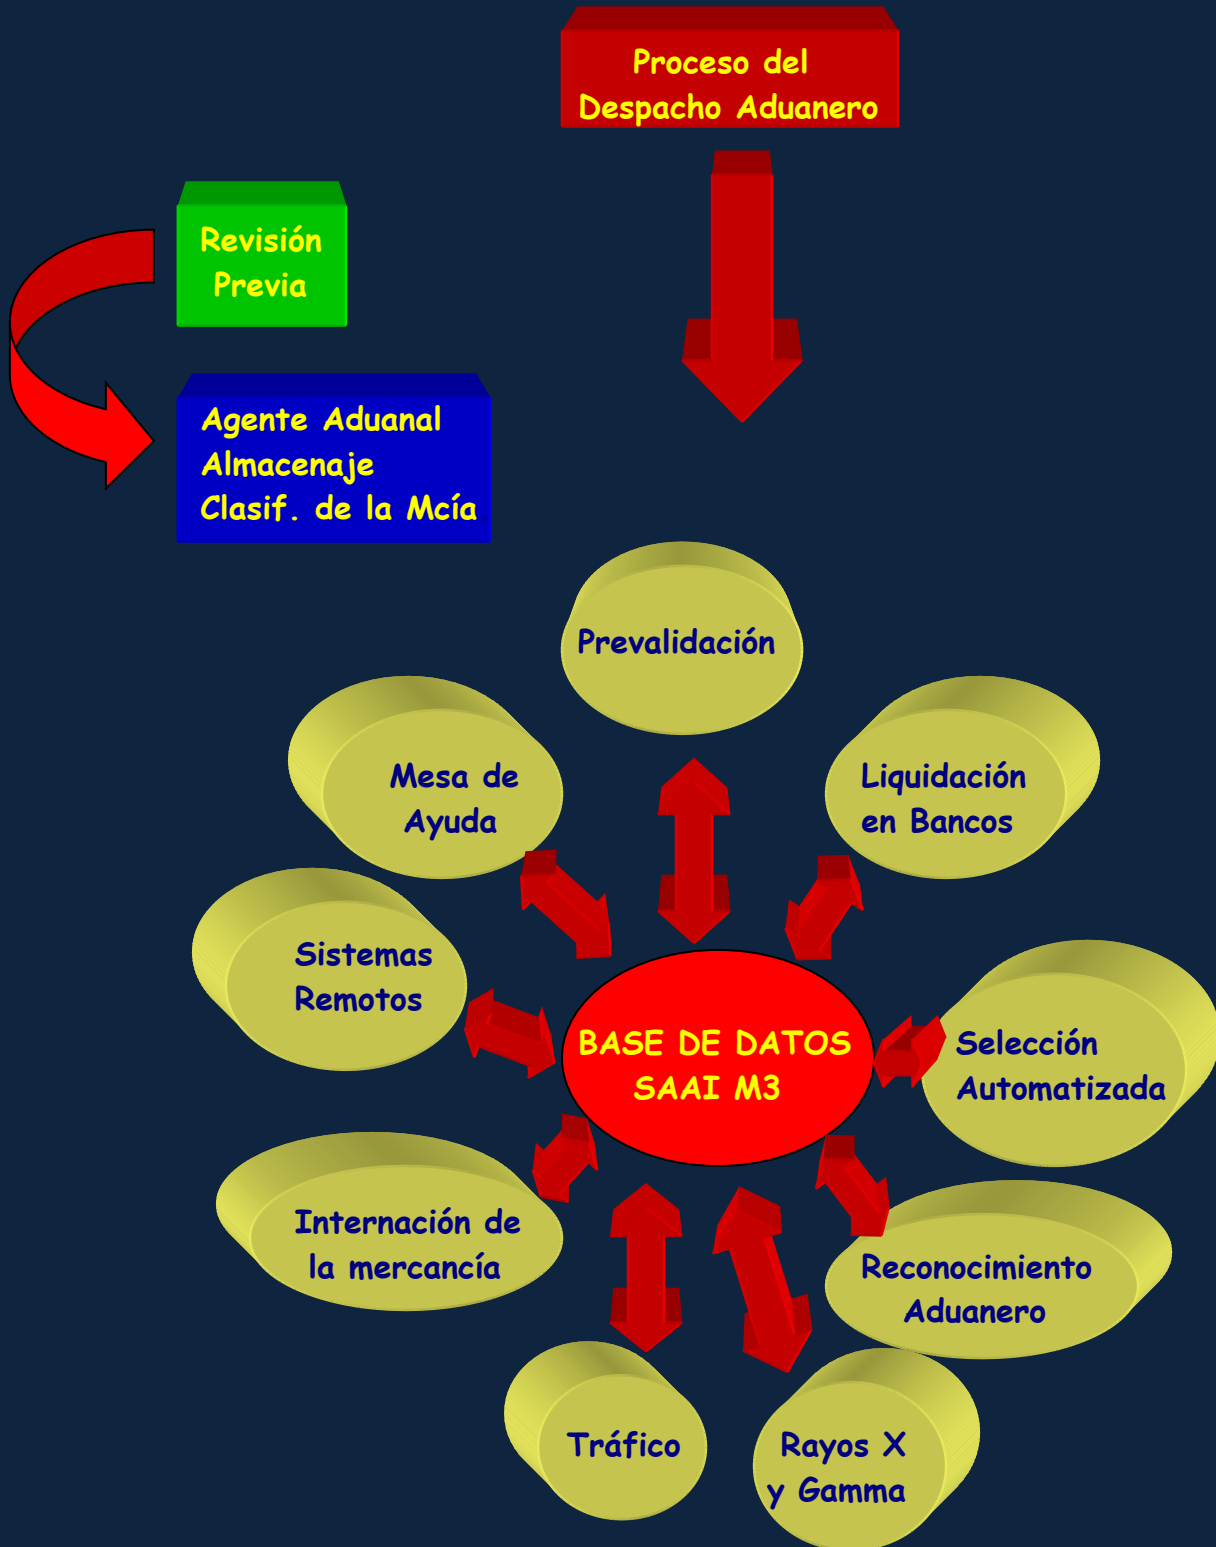 Proceso del
Despacho Aduanero
Revisión
Previa
Agente Aduanal
Almacenaje
Clasif. de la Mcía
Prevalidación
Mesa de
Ayuda
Liquidación
en Bancos
Sistemas
Remotos
BASE DE DATOS
SAAI M3
Selección
Automatizada
Internación de
la mercancía
Reconocimiento
Aduanero
Tráfico
Rayos X
y Gamma